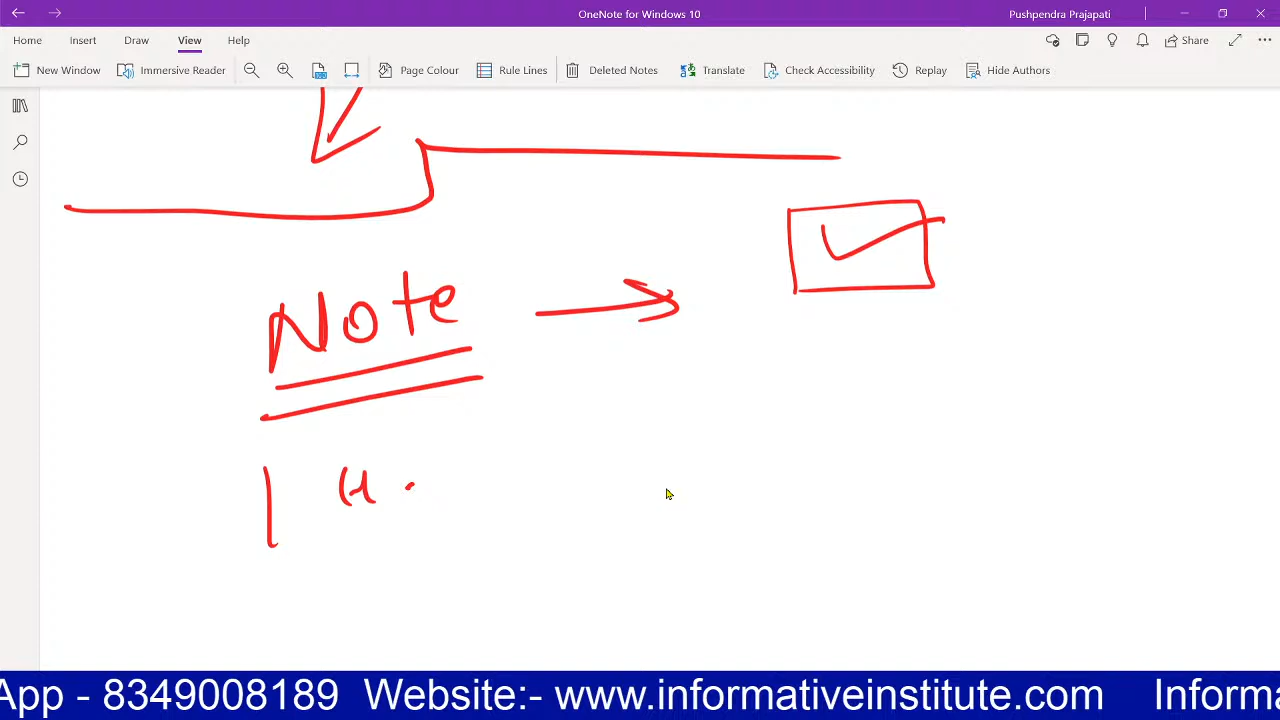 OneNote for Windows 10
Pushpendra Prajapati
Home Insert Draw View Help
Share
New Window Immersive Reader Page Colour Rule Lines Deleted Notes Translate Check Accessibility Replay Hide Authors
Note
App - 8349008189 Website:- www.informativeinstitute.com Informa